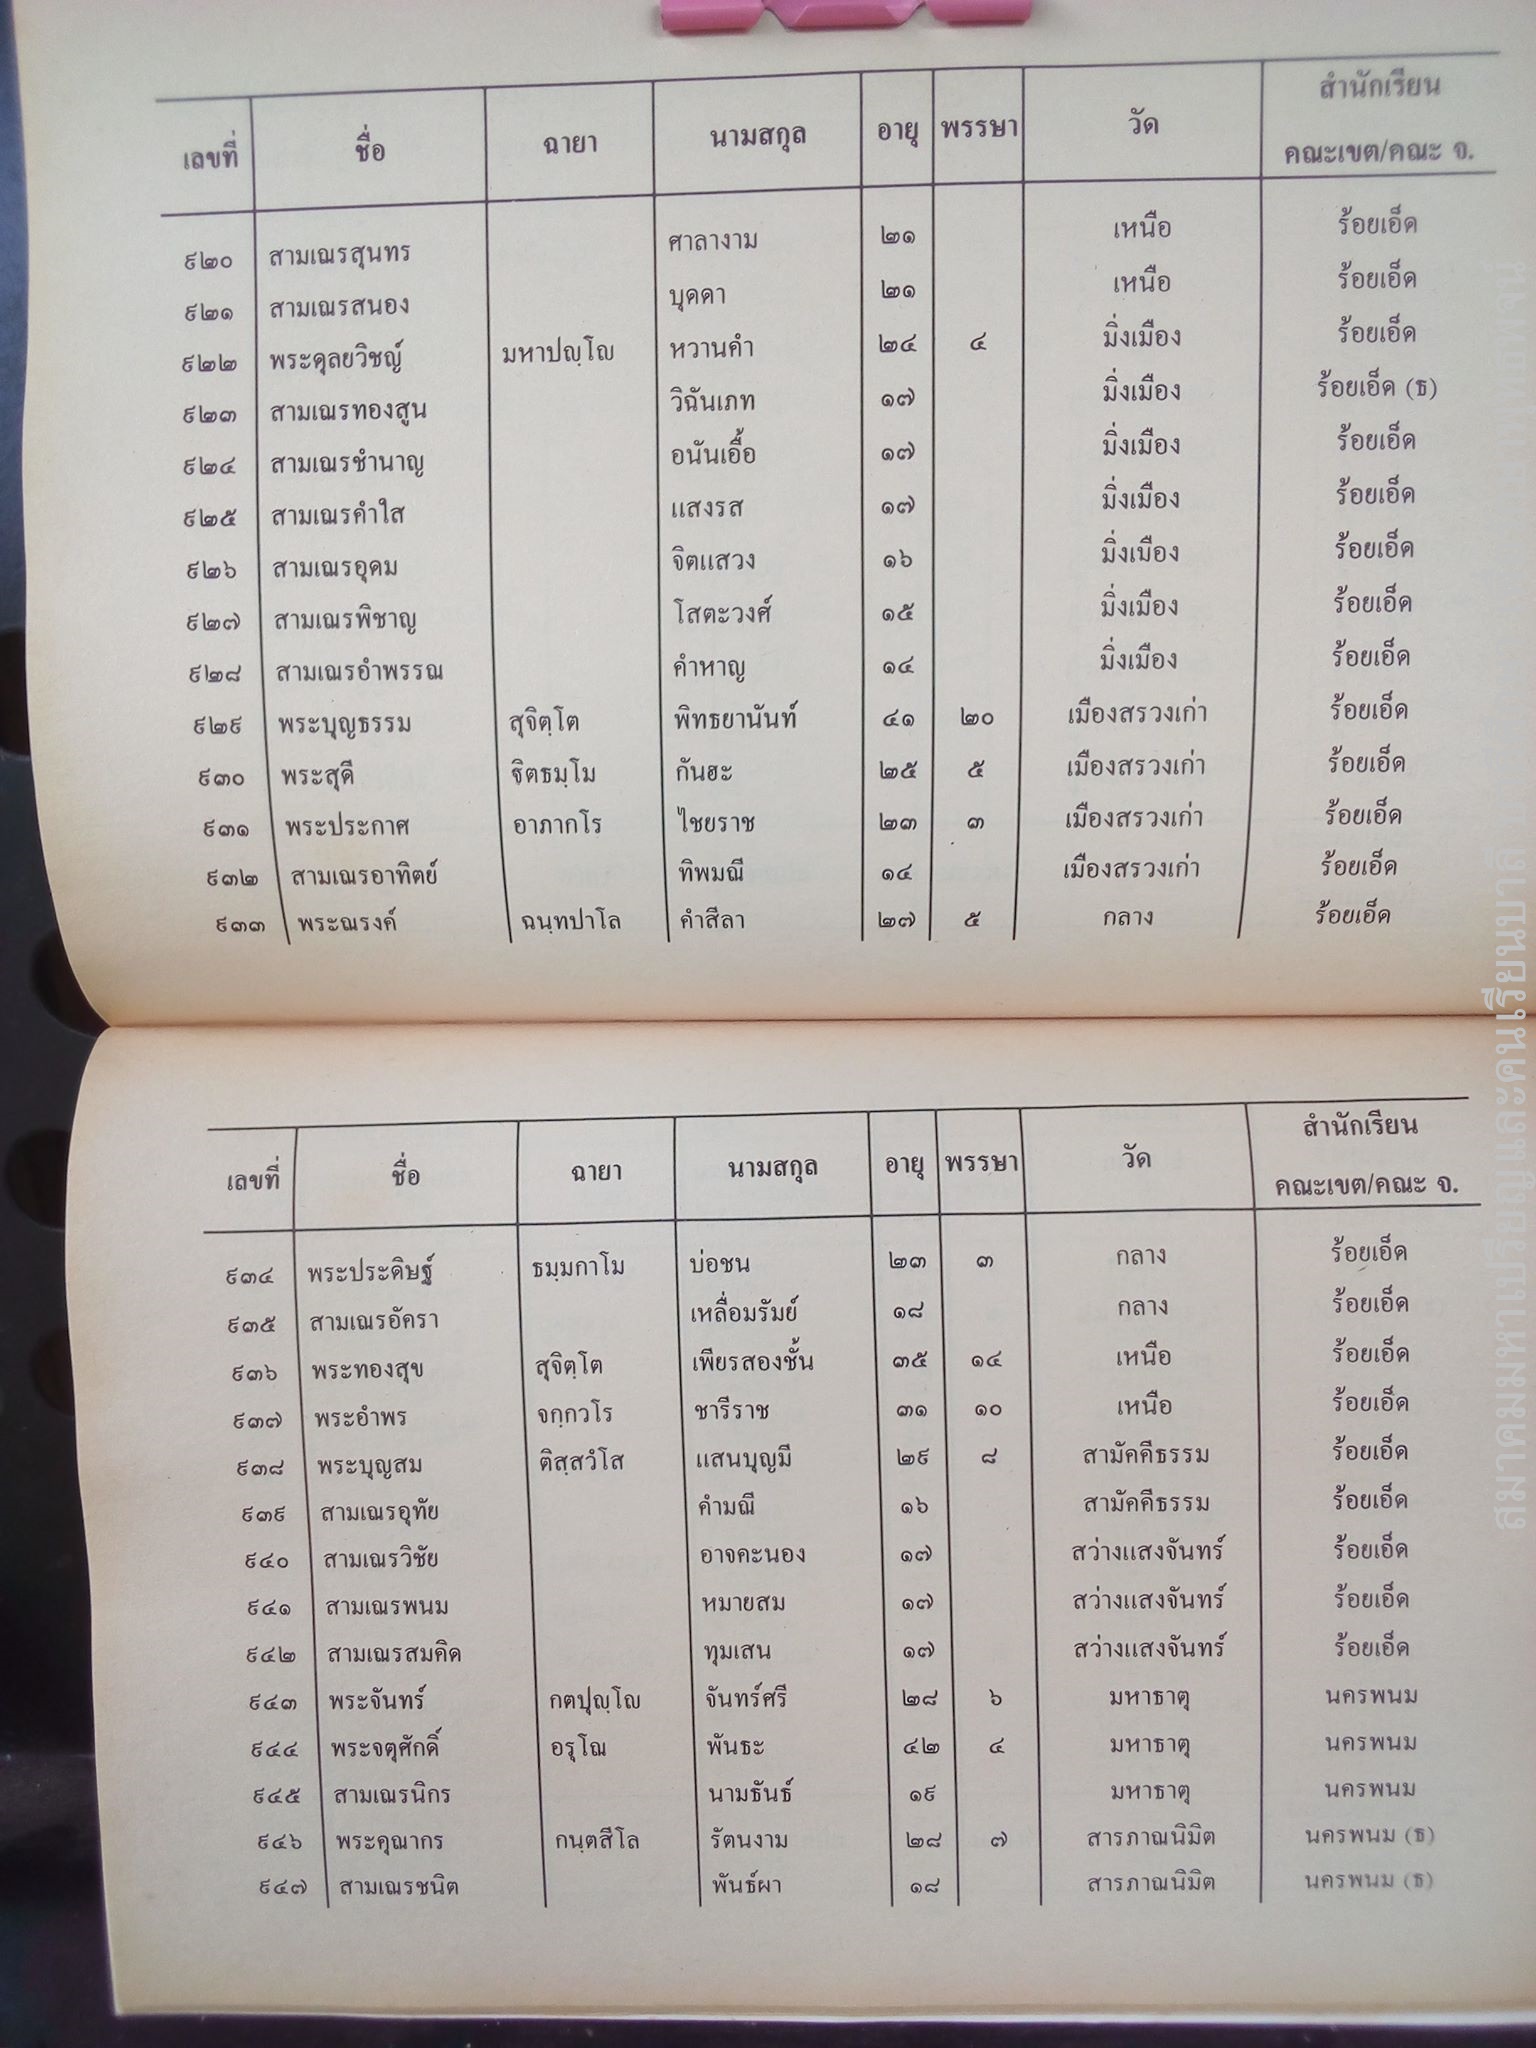 เลขที่ ชื่อ ฉายา นามสกุล อายุ พรรษา วัด สำนักเรียน คณะเขต/คณะ จ.
๙๒๐ สามเณรสุนทร ศาลางาม ๒๑ เหนือ ร้อยเอ็ด
๙๒๑ สามเณรสนอง บุดดา ๒๑ เหนือ ร้อยเอ็ด
๙๒๒ พระดุลยวิชญ์ มหาปญฺโญ หวานคำ ๒๔ ๔ มิ่งเมือง ร้อยเอ็ด
๙๒๓ สามเณรทองสูน วิฉันเภท ๑๗ มิ่งเมือง ร้อยเอ็ด (ธ)
๙๒๔ สามเณรชำนาญ อนันเอื้อ ๑๗ มิ่งเมือง ร้อยเอ็ด
๙๒๕ สามเณรคำใส แสงรส ๑๗ มิ่งเมือง ร้อยเอ็ด
๙๒๖ สามเณรอุดม จิตแสวง ๑๖ มิ่งเมือง ร้อยเอ็ด
๙๒๗ สามเณรพิชาญ โสตะวงศ์ ๑๕ มิ่งเมือง ร้อยเอ็ด
๙๒๘ สามเณรอำพรรณ คำหาญ ๑๔ มิ่งเมือง ร้อยเอ็ด
๙๒๙ พระบุญธรรม สุจิตฺโต พิทธยานันท์ ๔๑ ๒๐ เมืองสรวงเก่า ร้อยเอ็ด
๙๓๐ พระสุดี ฐิตธมฺโม กันฮะ ๒๕ ๕ เมืองสรวงเก่า ร้อยเอ็ด
๙๓๑ พระประกาศ อาภากโร ไชยราช ๒๓ ๓ เมืองสรวงเก่า ร้อยเอ็ด
๙๓๒ สามเณรอาทิตย์ ทิพมณี ๑๔ เมืองสรวงเก่า ร้อยเอ็ด
๙๓๓ พระณรงค์ ฉนฺทปาโล คำสีลา ๒๗ ๕ กลาง ร้อยเอ็ด
เลขที่ ชื่อ ฉายา นามสกุล อายุ พรรษา วัด สำนักเรียน คณะเขต/คณะ จ.
๙๓๔ พระประดิษฐ์ ธมฺมกาโม บ่อชน ๒๓ ๓ กลาง ร้อยเอ็ด
๙๓๕ สามเณรอัครา เหลื่อมรัมย์ ๑๘ กลาง ร้อยเอ็ด
๙๓๖ พระทองสุข สุจิตฺโต เพียรสองชั้น ๓๕ ๑๔ เหนือ ร้อยเอ็ด
๙๓๗ พระอำพร จกฺกวโร ชารีราช ๓๑ ๑๐ เหนือ ร้อยเอ็ด
๙๓๘ พระบุญสม ติสฺสวํโส แสนบุญมี ๒๙ ๘ สามัคคีธรรม ร้อยเอ็ด
๙๓๙ สามเณรอุทัย คำมณี ๑๖ สามัคคีธรรม ร้อยเอ็ด
๙๔๐ สามเณรวิชัย อาจคะนอง ๑๗ สว่างแสงจันทร์ ร้อยเอ็ด
๙๔๑ สามเณรพนม หมายสม ๑๗ สว่างแสงจันทร์ ร้อยเอ็ด
๙๔๒ สามเณรสมคิด ทุมเสน ๑๗ สว่างแสงจันทร์ ร้อยเอ็ด
๙๔๓ พระจันทร์ กตปุญฺโญ จันทร์ศรี ๒๘ ๖ มหาธาตุ นครพนม
๙๔๔ พระจตุศักดิ์ อรุโณ พันธะ ๔๒ ๔ มหาธาตุ นครพนม
๙๔๕ สามเณรนิกร นามธันธ์ ๑๙ มหาธาตุ นครพนม
๙๔๖ พระคุณากร กนฺตสีโล รัตนงาม ๒๘ ๗ สารภาณนิมิต นครพนม (ธ)
๙๔๗ สามเณรชนิต พันธ์ผา ๑๘ สารภาณนิมิต นครพนม (ธ)